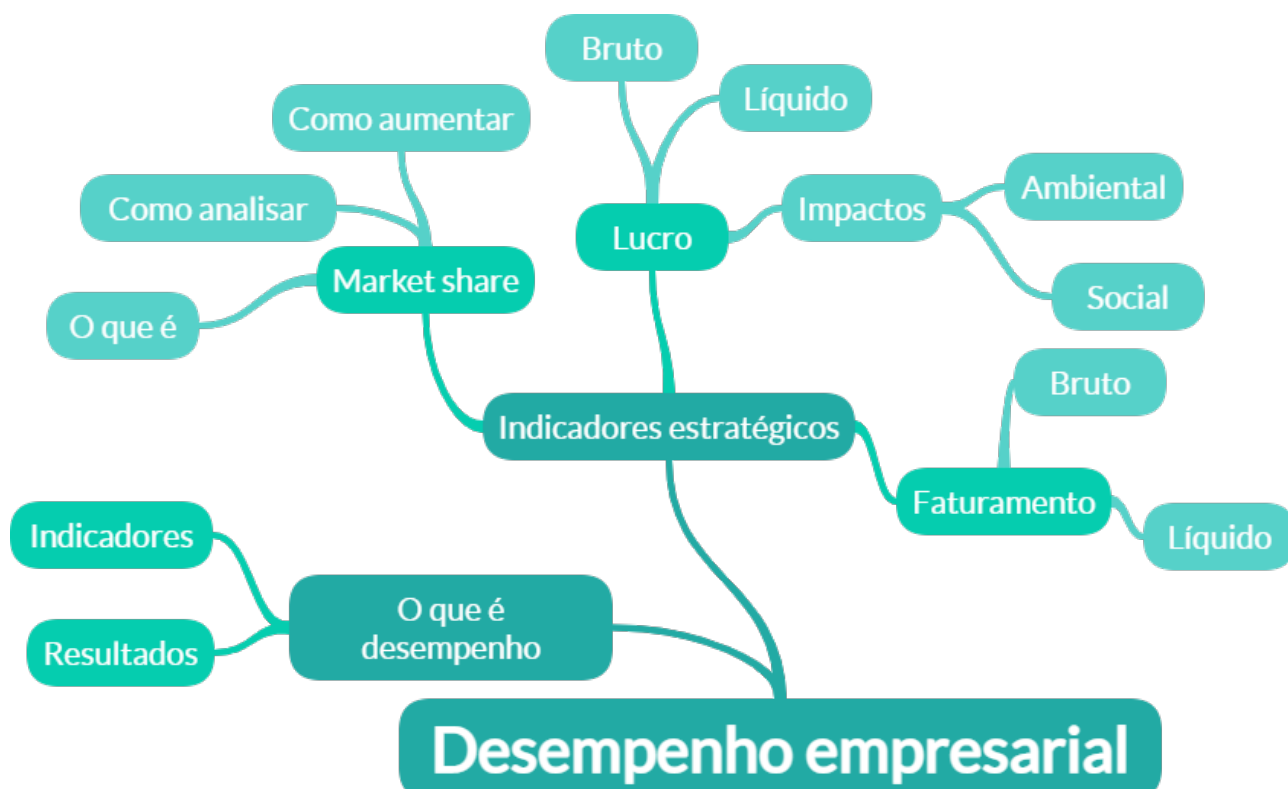 Bruto
Líquido
Como aumentar
Ambiental
Como analisar
Impactos
Lucro
Market share
Social
O que é
Bruto
Indicadores estratégicos
Faturamento
Indicadores
Líquido
O que é
desempenho
Resultados
Desempenho empresarial